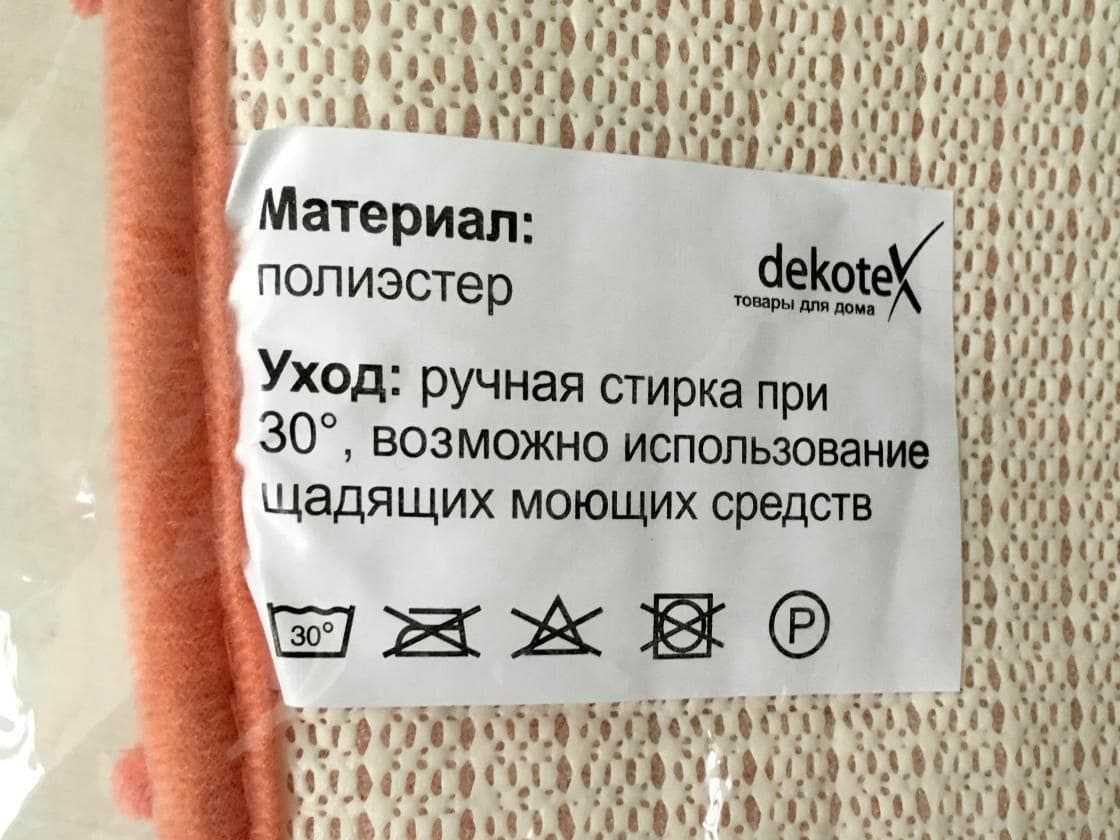 Материал:
полиэстер
dekotex
товары для дома
Уход: ручная стирка при
30°, возможно использование
щадящих моющих средств
30°
P